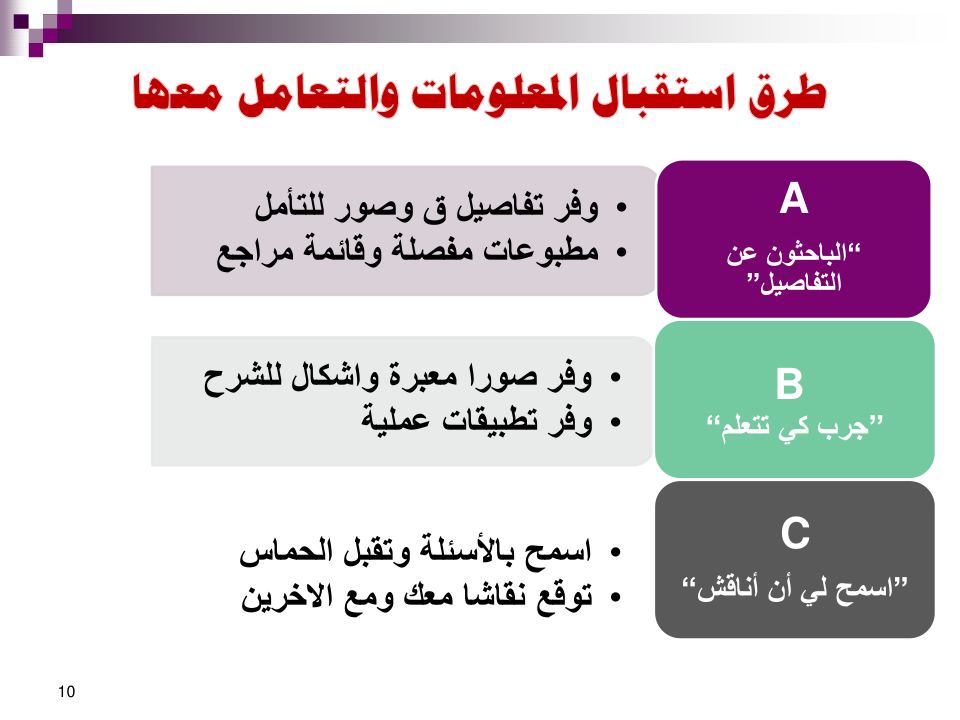 طرق استقبال المعلومات والتعامل معها
A
“الباحثون عن
التفاصيل”
• وفر تفاصيل ق وصور للتأمل
• مطبوعات مفصلة وقائمة مراجع
B
”جرب كي تتعلم“
• وفر صورا معبرة واشكال للشرح
• وفر تطبيقات عملية
C
”اسمح لي أن أناقش“
• اسمح بالأسئلة وتقبل الحماس
• توقع نقاشا معك ومع الاخرين
10